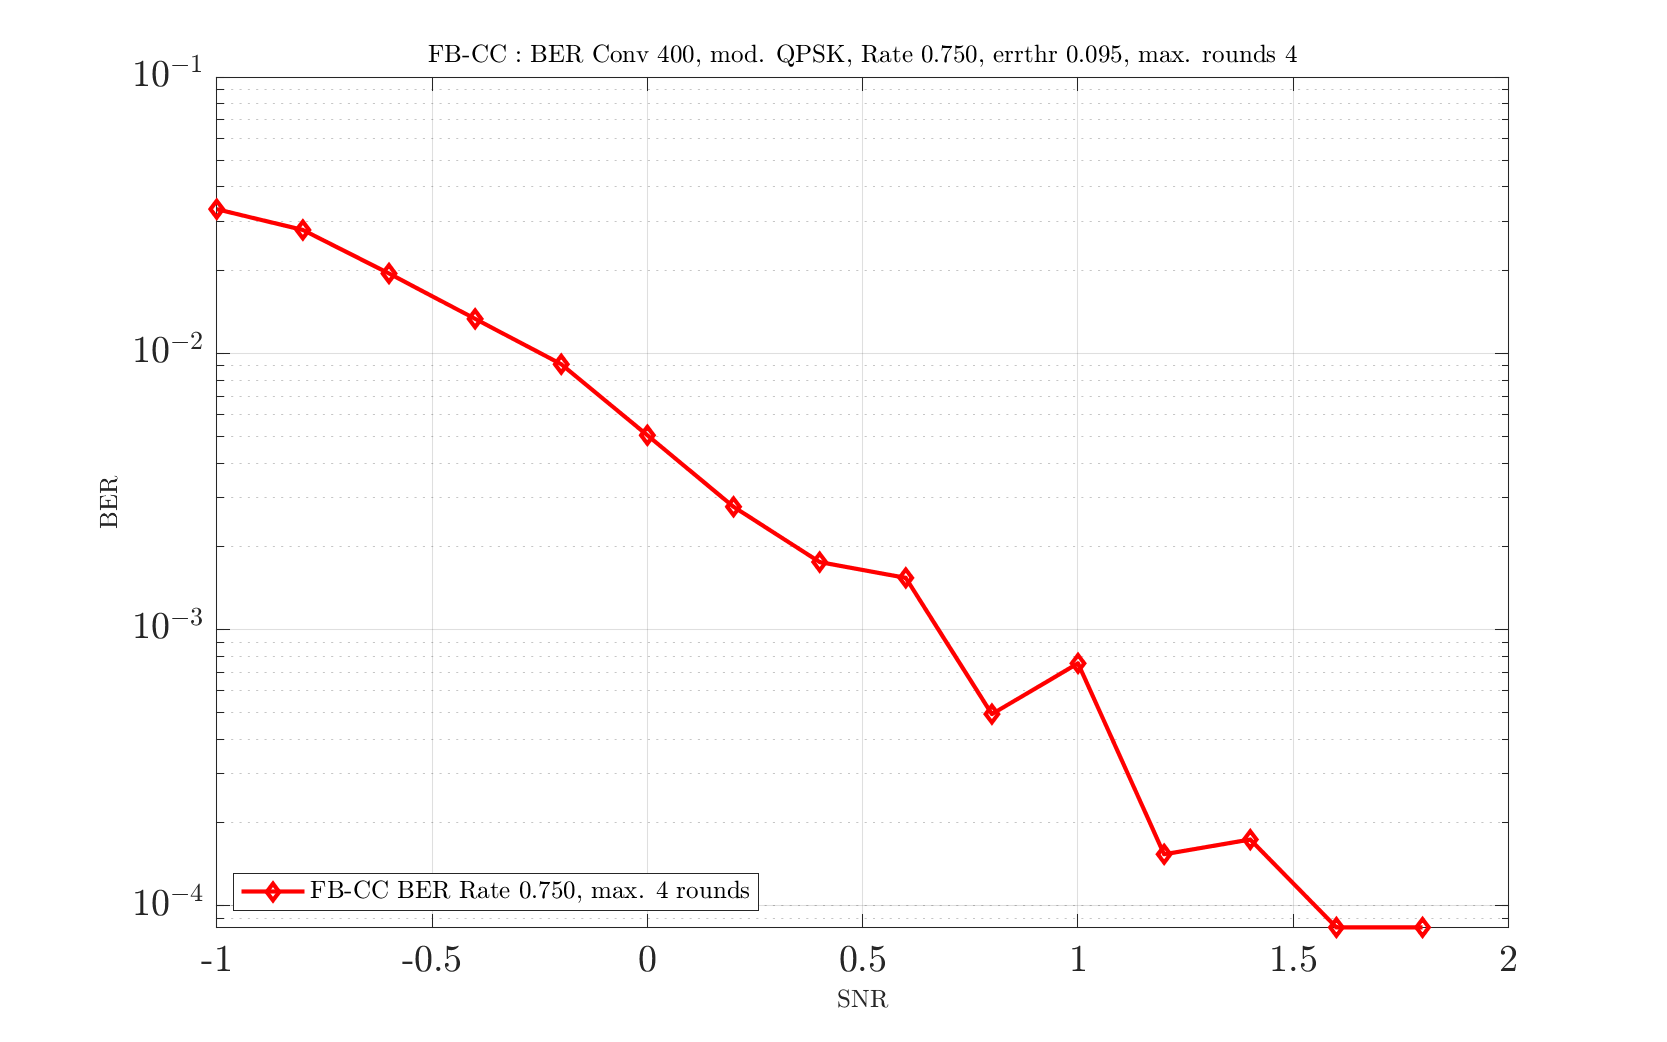 FB-CC : BER Conv 400, mod. QPSK, Rate 0.750, errthr 0.095, max. rounds 4
10⁻¹
10⁻²
10⁻³
10⁻⁴
BER
FB-CC BER Rate 0.750, max. 4 rounds
-1 -0.5 0 0.5 1 1.5 2
SNR